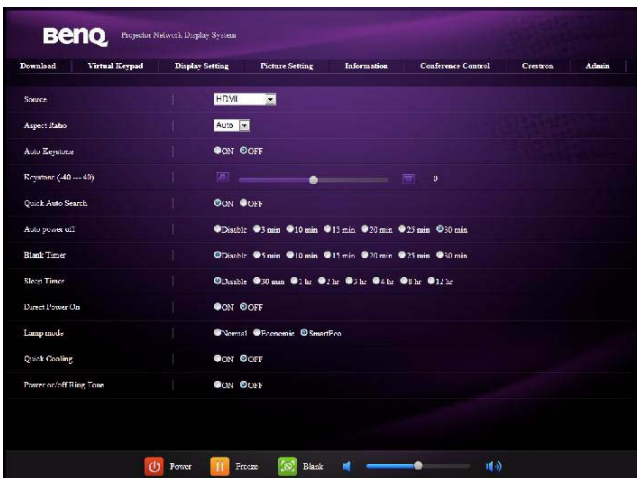 BenQ Projector Network Display System
Download Virtual Keypad Display Setting Picture Setting Information Conference Control Crestron Admin
Source HDMI
Aspect Ratio Auto
Auto Keystone ON OFF
Keystone (-40 --- 40) 0
Quick Auto Search ON OFF
Auto power off Disable 5 min 10 min 15 min 20 min 25 min 30 min
Blank Timer Disable 5 min 10 min 15 min 20 min 25 min 30 min
Sleep Timer Disable 30 min 1 hr 2 hr 3 hr 4 hr 8 hr 12 hr
Direct Power On ON OFF
Lamp mode Normal Economic SmartEco
Quick Cooling ON OFF
Power on/off Ring Tone ON OFF
Power Freeze Blank